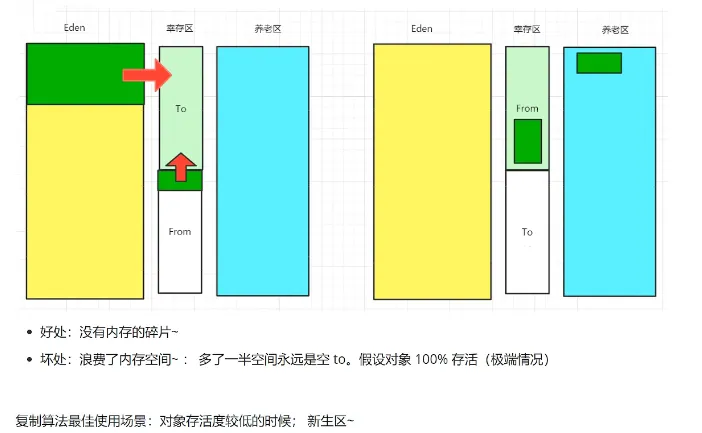 Eden 幸存区 养老区 Eden 幸存区 养老区
To From
From To
• 好处：没有内存的碎片~
• 坏处：浪费了内存空间~ ： 多了一半空间永远是空 to。假设对象 100% 存活（极端情况）
复制算法最佳使用场景：对象存活度较低的时候； 新生区~